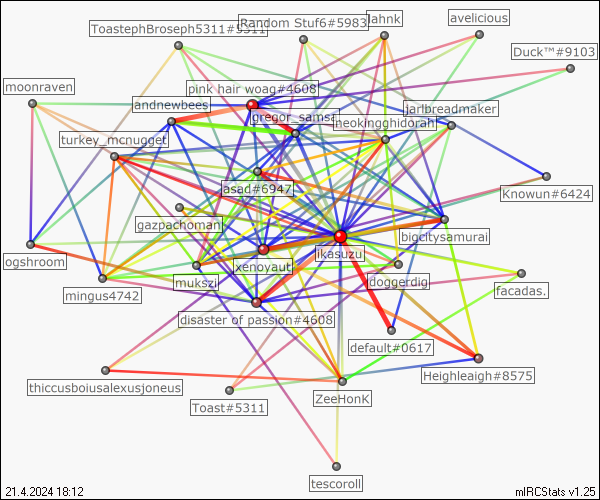 ToastephBroseph5311#5311
Random Stuf6#5983
lahnk
avelicious
Duck™#9103
moonraven
pink hair woag#4608
andnewbees
gregor_samsa
jarlbreadmaker
turkey_mcnugget
neokingghidorah
asad#6947
Knowun#6424
gazpachoman
bigcitysamurai
ikasuzu
ogshroom
xenoyaut
mukszi
doggerdig
mingus4742
facadas.
disaster of passion#4608
default#0617
Heighleaigh#8575
thiccusboiusalexusjoneus
ZeeHonK
Toast#5311
tescoroll
21.4.2024 18:12
mIRCStats v1.25